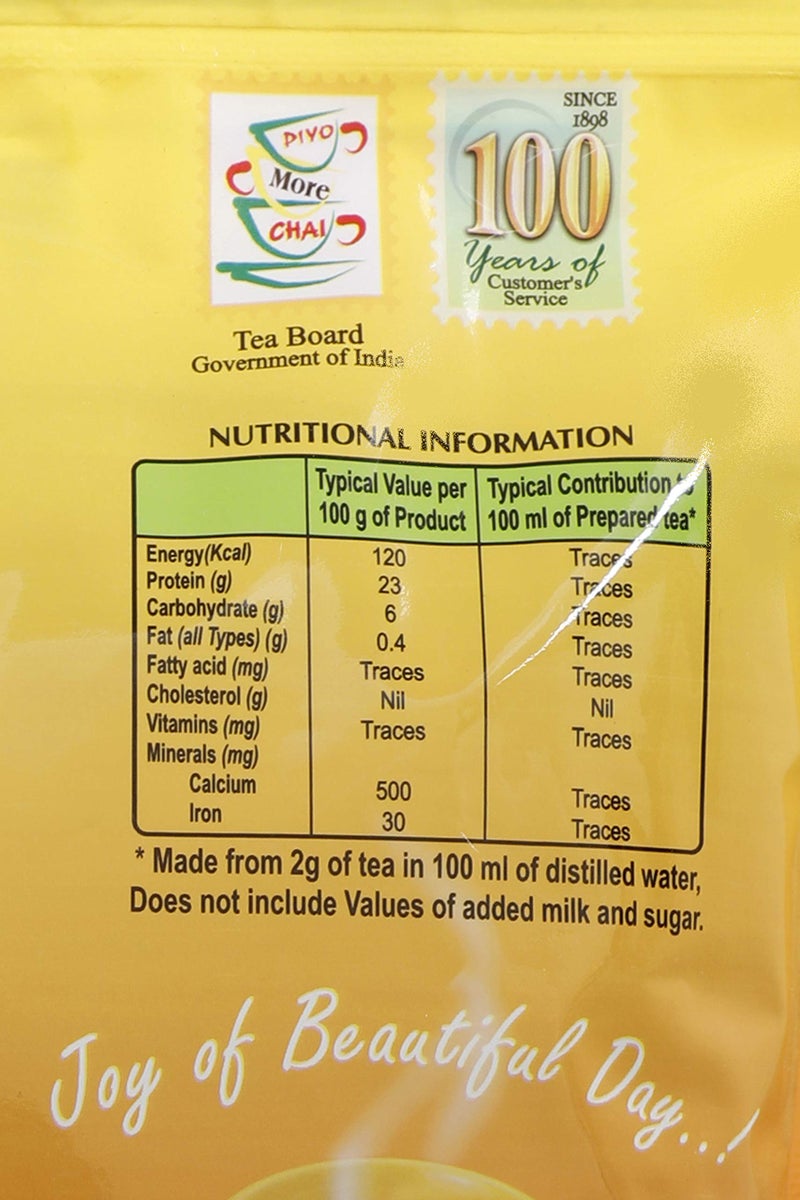 PIYO
More
CHAI
Tea Board
Government of India
SINCE
1898
100
Years of
Customer's
Service
NUTRITIONAL INFORMATION
Typical Value per 100 g of Product
Typical Contribution to 100 ml of Prepared tea*
Energy(Kcal) 120 Traces
Protein (g) 23 Traces
Carbohydrate (g) 6 Traces
Fat (all Types) (g) 0.4 Traces
Fatty acid (mg) Traces Traces
Cholesterol (g) Nil Nil
Vitamins (mg) Traces Traces
Minerals (mg)
Calcium 500 Traces
Iron 30 Traces
* Made from 2g of tea in 100 ml of distilled water,
Does not include Values of added milk and sugar.
Joy of Beautiful Day...!